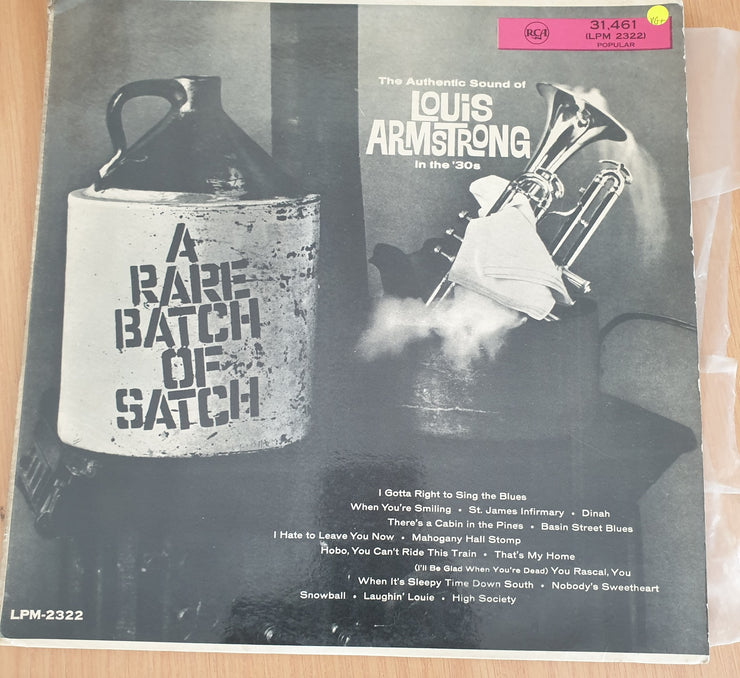 RCA
31,461
(LPM 2322)
POPULAR
The Authentic Sound of
LOUiS
ARMSTRONG
in the '30s
A
RARE
BATCH
OF
SATCH
I Gotta Right to Sing the Blues
When You're Smiling • St. James Infirmary • Dinah
There's a Cabin in the Pines • Basin Street Blues
I Hate to Leave You Now • Mahogany Hall Stomp
Hobo, You Can't Ride This Train • That's My Home
(I'll Be Glad When You're Dead) You Rascal, You
When It's Sleepy Time Down South • Nobody's Sweetheart
Snowball • Laughin' Louie • High Society
LPM-2322